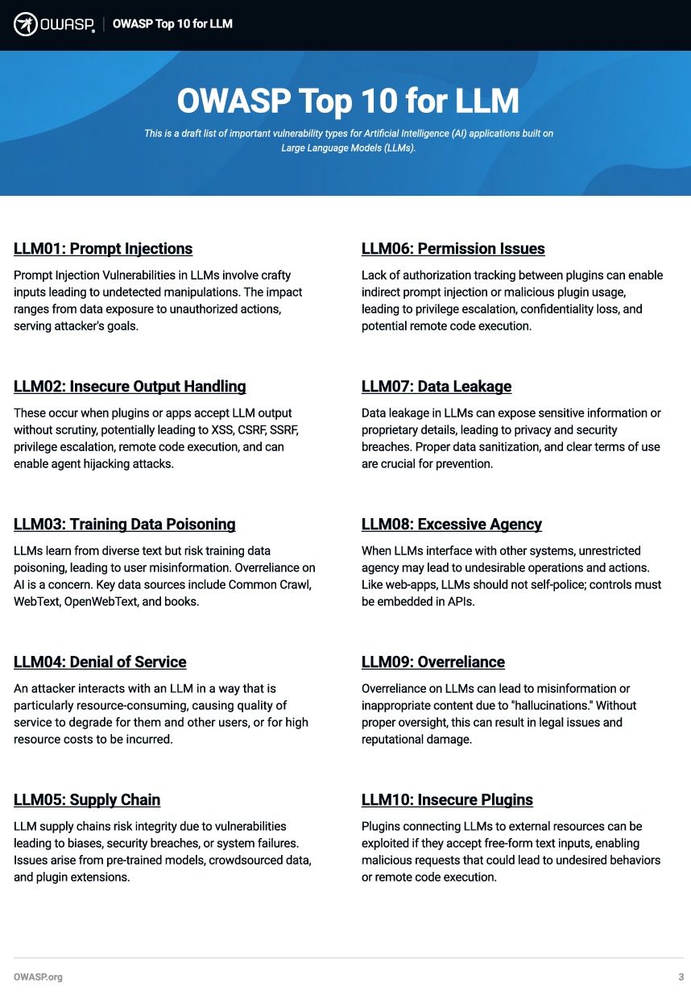 OWASP® | OWASP Top 10 for LLM
OWASP Top 10 for LLM
This is a draft list of important vulnerability types for Artificial Intelligence (AI) applications built on
Large Language Models (LLMs).
LLM01: Prompt Injections
Prompt Injection Vulnerabilities in LLMs involve crafty
inputs leading to undetected manipulations. The impact
ranges from data exposure to unauthorized actions,
serving attacker's goals.
LLM02: Insecure Output Handling
These occur when plugins or apps accept LLM output
without scrutiny, potentially leading to XSS, CSRF, SSRF,
privilege escalation, remote code execution, and can
enable agent hijacking attacks.
LLM03: Training Data Poisoning
LLMs learn from diverse text but risk training data
poisoning, leading to user misinformation. Overreliance on
AI is a concern. Key data sources include Common Crawl,
WebText, OpenWebText, and books.
LLM04: Denial of Service
An attacker interacts with an LLM in a way that is
particularly resource-consuming, causing quality of
service to degrade for them and other users, or for high
resource costs to be incurred.
LLM05: Supply Chain
LLM supply chains risk integrity due to vulnerabilities
leading to biases, security breaches, or system failures.
Issues arise from pre-trained models, crowdsourced data,
and plugin extensions.
LLM06: Permission Issues
Lack of authorization tracking between plugins can enable
indirect prompt injection or malicious plugin usage,
leading to privilege escalation, confidentiality loss, and
potential remote code execution.
LLM07: Data Leakage
Data leakage in LLMs can expose sensitive information or
proprietary details, leading to privacy and security
breaches. Proper data sanitization, and clear terms of use
are crucial for prevention.
LLM08: Excessive Agency
When LLMs interface with other systems, unrestricted
agency may lead to undesirable operations and actions.
Like web-apps, LLMs should not self-police; controls must
be embedded in APIs.
LLM09: Overreliance
Overreliance on LLMs can lead to misinformation or
inappropriate content due to "hallucinations." Without
proper oversight, this can result in legal issues and
reputational damage.
LLM10: Insecure Plugins
Plugins connecting LLMs to external resources can be
exploited if they accept free-form text inputs, enabling
malicious requests that could lead to undesired behaviors
or remote code execution.
OWASP.org
3